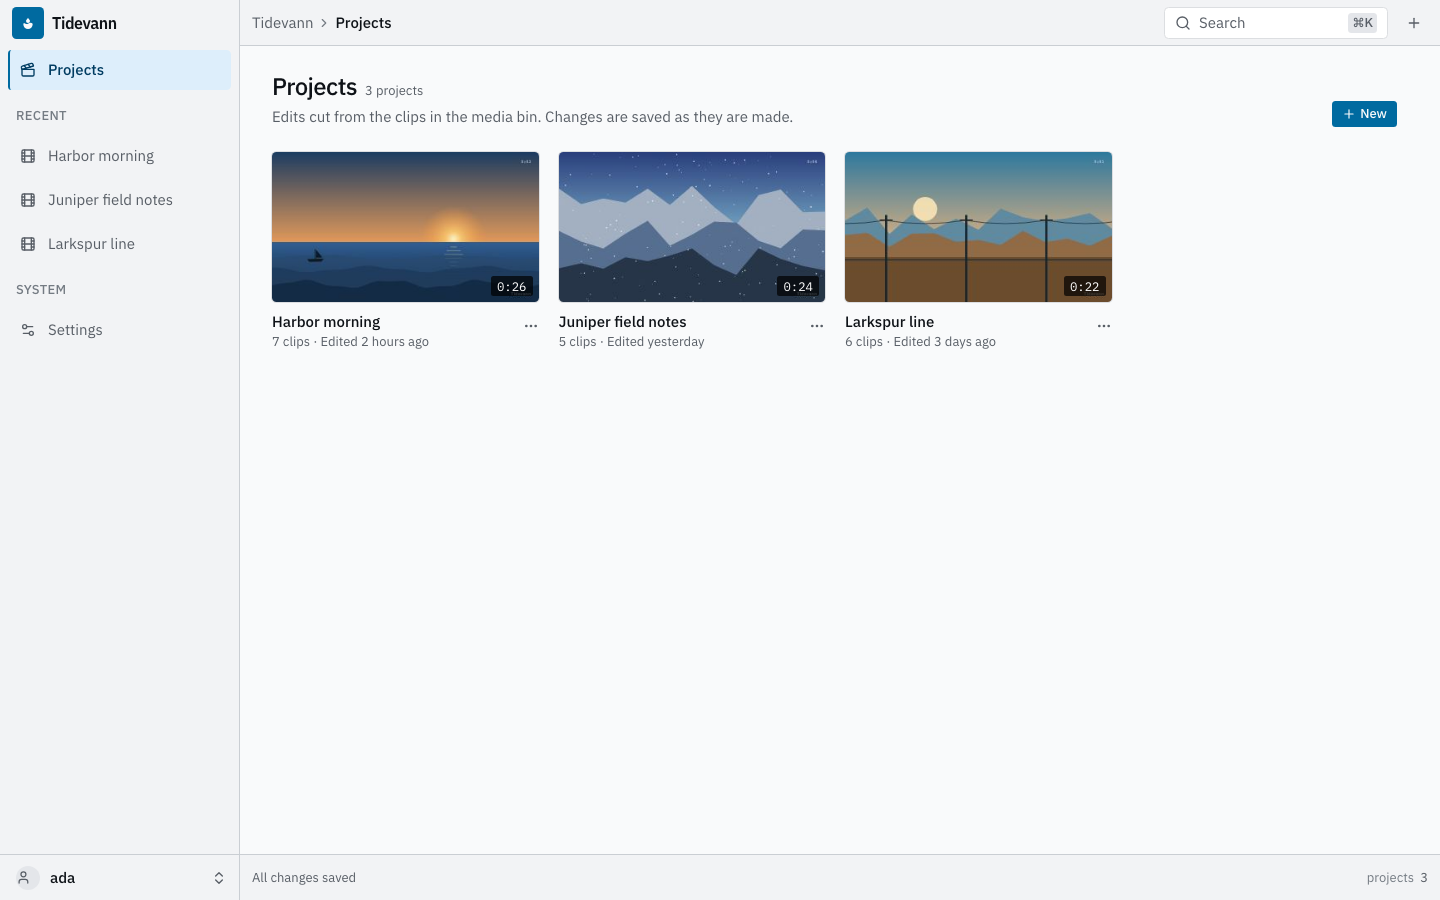 Tidevann
Projects
RECENT
Harbor morning
Juniper field notes
Larkspur line
SYSTEM
Settings
ada
Tidevann > Projects
Search ⌘K
Projects 3 projects
Edits cut from the clips in the media bin. Changes are saved as they are made.
New
0:26
Harbor morning
7 clips · Edited 2 hours ago
0:24
Juniper field notes
5 clips · Edited yesterday
0:22
Larkspur line
6 clips · Edited 3 days ago
All changes saved
projects 3